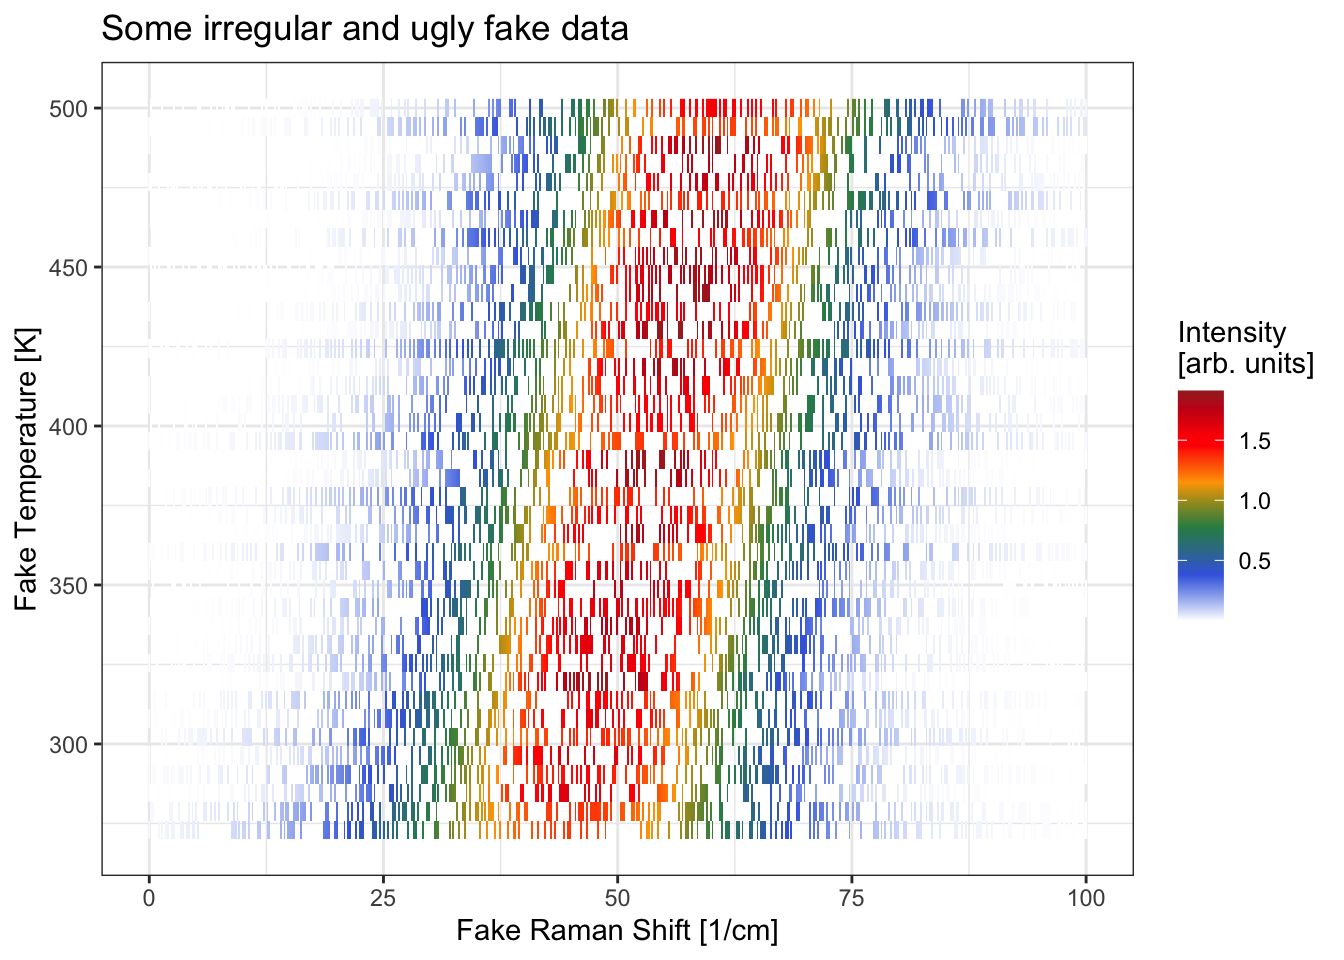 Some irregular and ugly fake data
500
450
400
350
300
Fake Temperature [K]
0
25
50
75
100
Fake Raman Shift [1/cm]
Intensity
[arb. units]
1.5
1.0
0.5